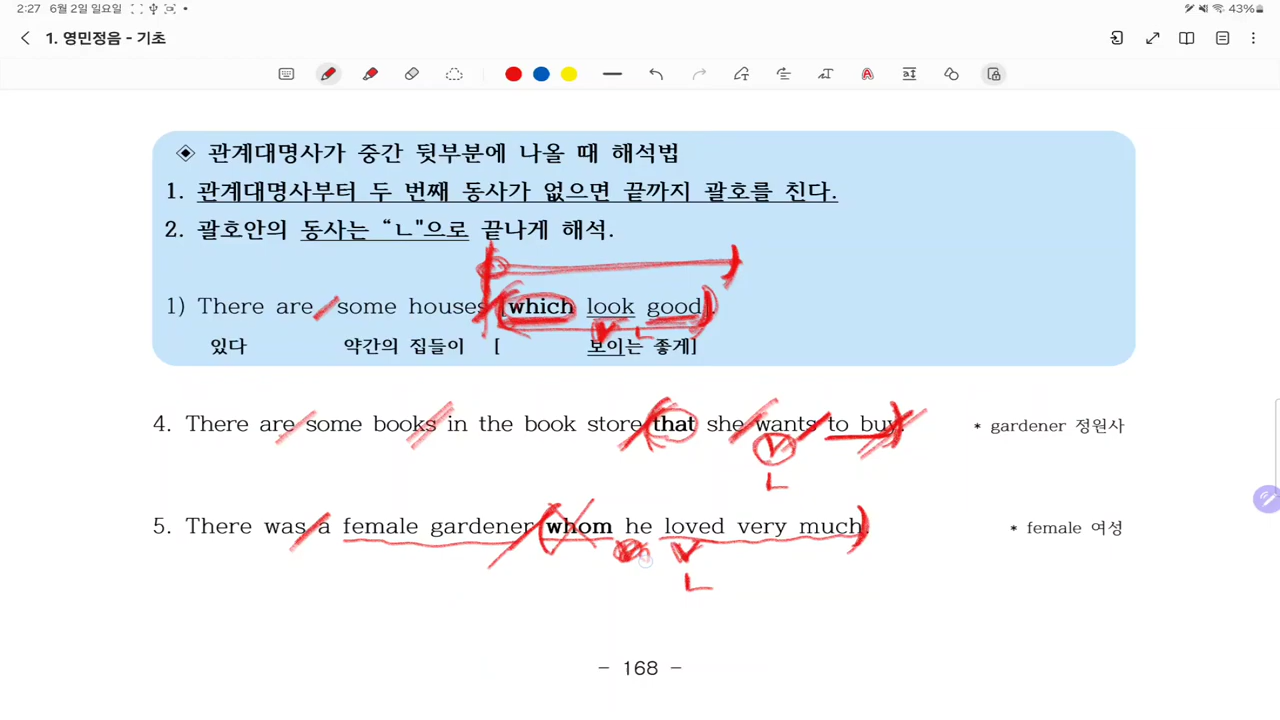 2:27 6월 2일 일요일 43%
1. 영민정음 - 기초
◈ 관계대명사가 중간 뒷부분에 나올 때 해석법
1. 관계대명사부터 두 번째 동사가 없으면 끝까지 괄호를 친다.
2. 괄호안의 동사는 “ㄴ"으로 끝나게 해석.
1) There are some houses [which look good].
있다 약간의 집들이 [ 보이는 좋게]
V ㄴ
4. There are some books in the book store that she wants to buy. * gardener 정원사
V
ㄴ
5. There was a female gardener whom he loved very much. * female 여성
V
ㄴ
- 168 -